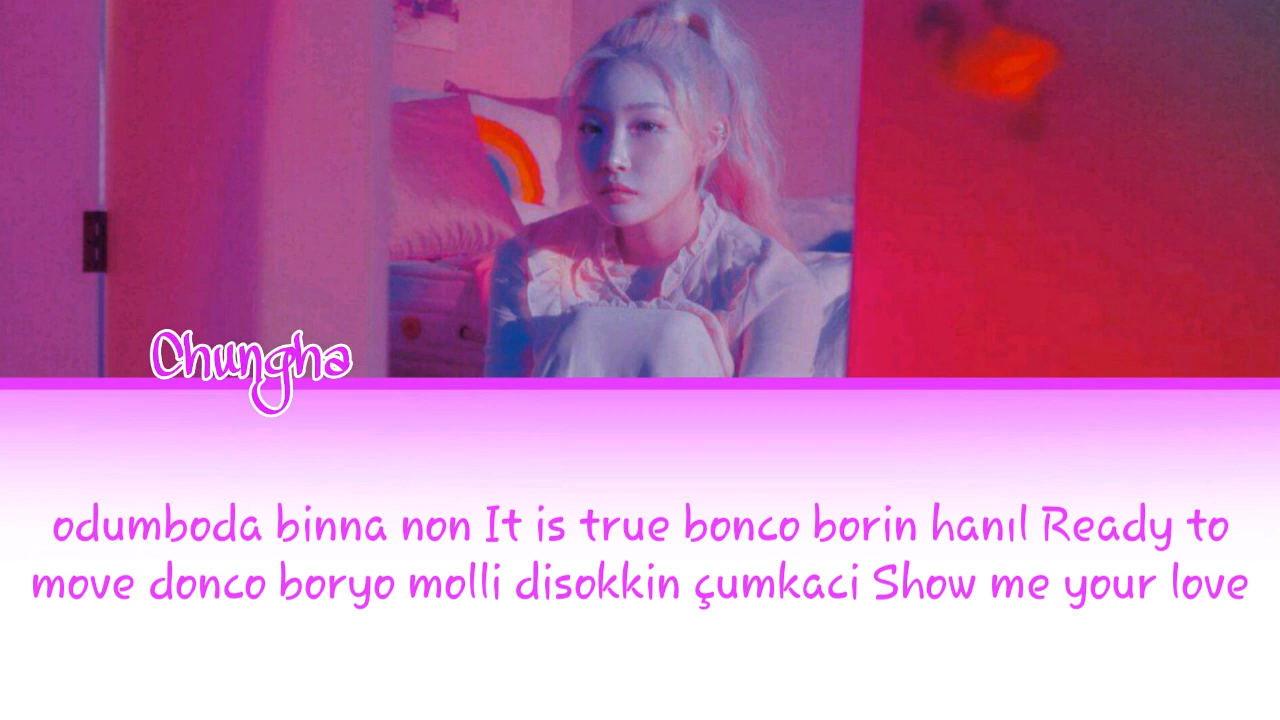 Chungha
odumboda binna non It is true bonco borin hanıl Ready to
move donco boryo molli disokkin çumkaci Show me your love